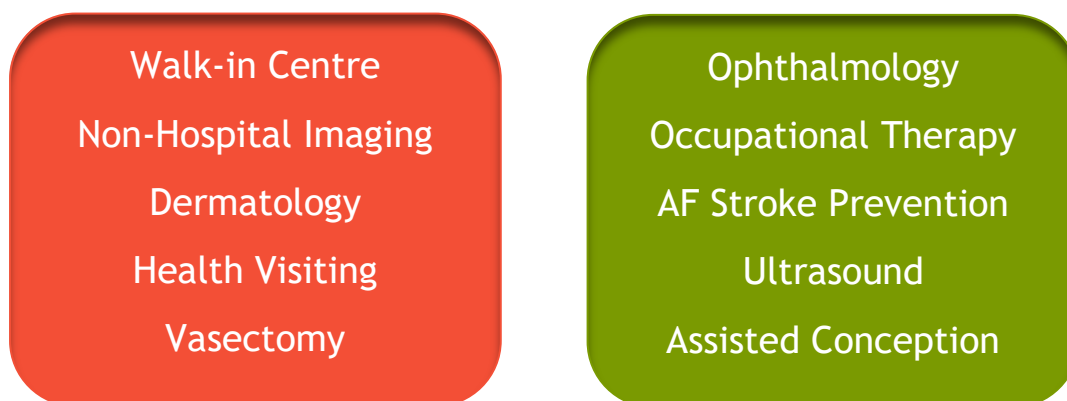 Walk-in Centre
Non-Hospital Imaging
Dermatology
Health Visiting
Vasectomy
Ophthalmology
Occupational Therapy
AF Stroke Prevention
Ultrasound
Assisted Conception